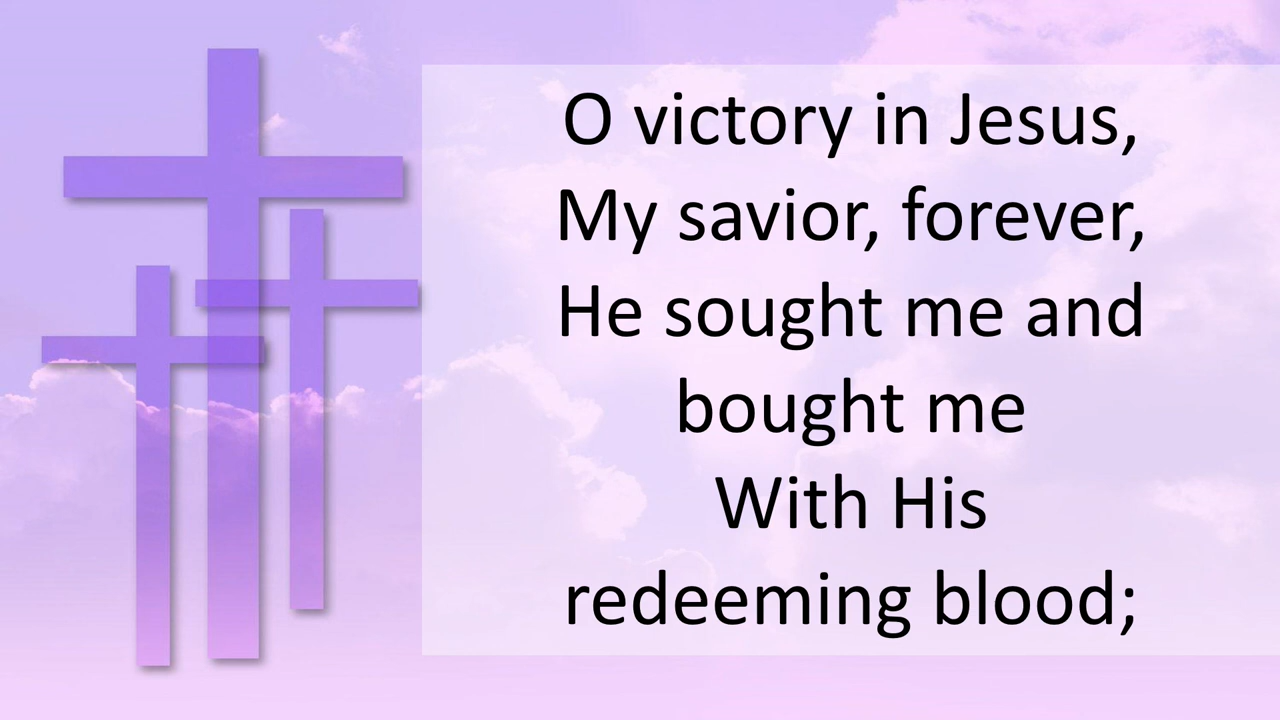 O victory in Jesus,
My savior, forever,
He sought me and
bought me
With His
redeeming blood;